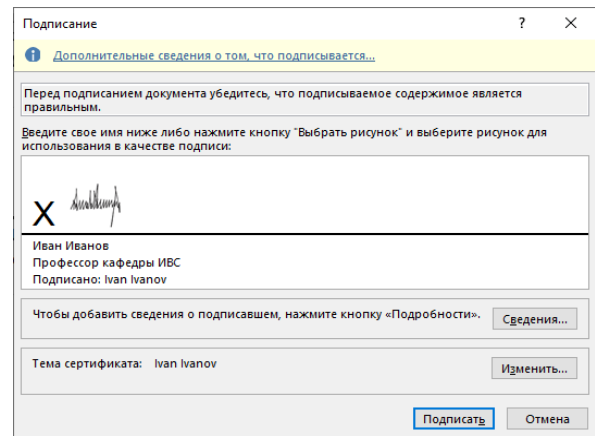 Подписание ? ×
Дополнительные сведения о том, что подписывается...
Перед подписанием документа убедитесь, что подписываемое содержимое является
правильным.
Введите свое имя ниже либо нажмите кнопку "Выбрать рисунок" и выберите рисунок для
использования в качестве подписи:
X
Иван Иванов
Профессор кафедры ИВС
Подписано: Ivan Ivanov
Чтобы добавить сведения о подписавшем, нажмите кнопку «Подробности». Сведения...
Тема сертификата: Ivan Ivanov Изменить...
Подписать Отмена